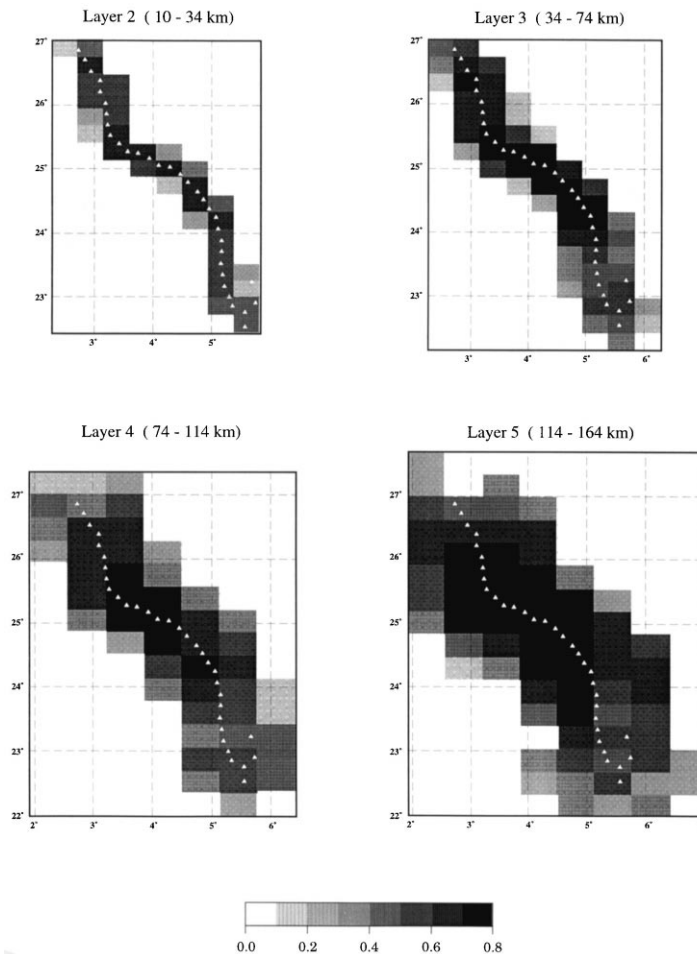 Layer 2 ( 10 - 34 km)
27˚
26˚
25˚
24˚
23˚
3˚ 4˚ 5˚
Layer 3 ( 34 - 74 km)
27˚
26˚
25˚
24˚
23˚
3˚ 4˚ 5˚ 6˚
Layer 4 ( 74 - 114 km)
27˚
26˚
25˚
24˚
23˚
22˚
2˚ 3˚ 4˚ 5˚ 6˚
Layer 5 ( 114 - 164 km)
27˚
26˚
25˚
24˚
23˚
22˚
2˚ 3˚ 4˚ 5˚ 6˚
0.0 0.2 0.4 0.6 0.8